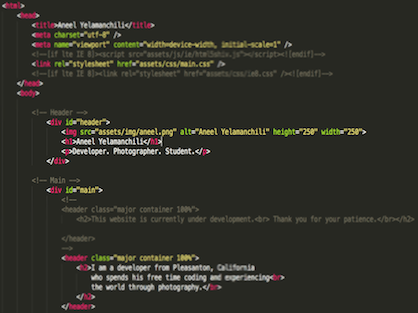 <html>
<head>
<title>Aneel Yelamanchili</title>
<meta charset="utf-8" />
<meta name="viewport" content="width=device-width, initial-scale=1" />
<!--[if lte IE 8]><script src="assets/js/ie/html5shiv.js"></script><![endif]-->
<link rel="stylesheet" href="assets/css/main.css" />
<!--[if lte IE 8]><link rel="stylesheet" href="assets/css/ie8.css" /><![endif]-->
</head>
<body>
<!-- Header -->
<div id="header">
<img src="assets/img/aneel.png" alt="Aneel Yelamanchili" height="250" width="250">
<h1>Aneel Yelamanchili</h1>
<p>Developer. Photographer. Student.</p>
</div>
<!-- Main -->
<div id="main">
<!--
<header class="major container 100%">
<h2>This website is currently under development.<br> Thank you for your patience.</br></h2>
</header>
-->
<header class="major container 100%">
<h2>I am a developer from Pleasanton, California
who spends his free time coding and experiencing<br>
the world through photography.</br>
</h2>
</header>